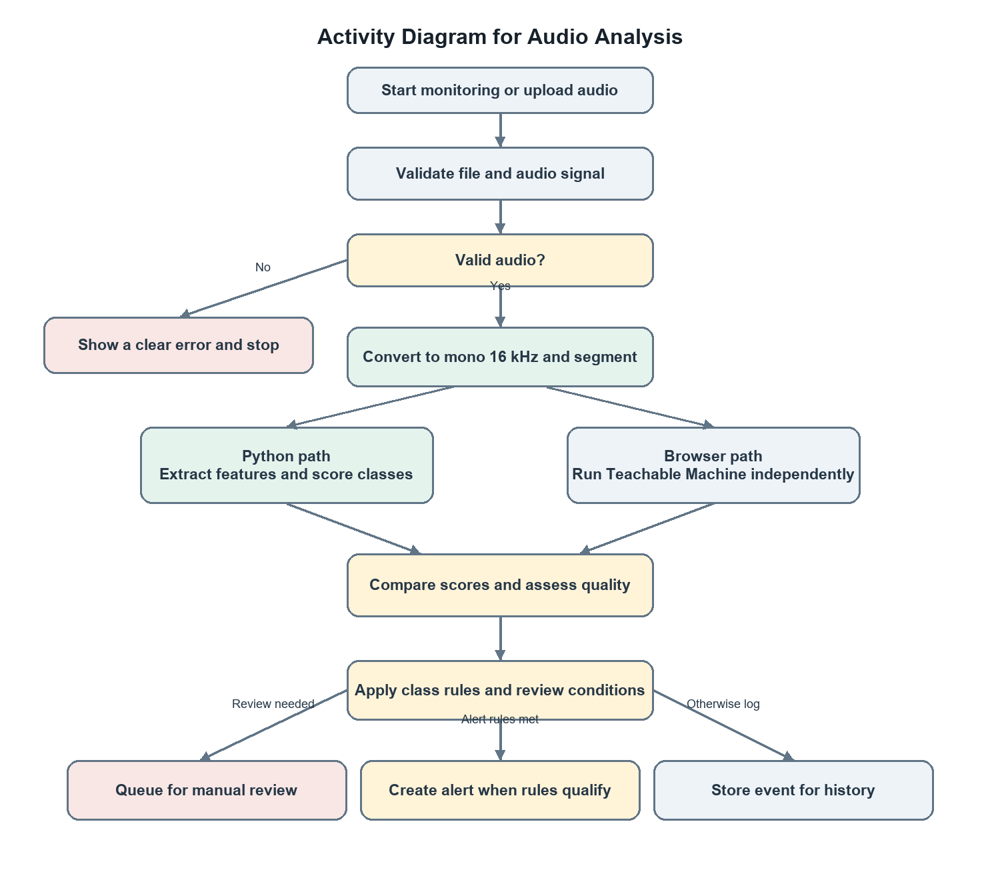 Activity Diagram for Audio Analysis
Start monitoring or upload audio
Validate file and audio signal
Valid audio?
No
Yes
Show a clear error and stop
Convert to mono 16 kHz and segment
Python path
Extract features and score classes
Browser path
Run Teachable Machine independently
Compare scores and assess quality
Apply class rules and review conditions
Review needed
Alert rules met
Otherwise log
Queue for manual review
Create alert when rules qualify
Store event for history